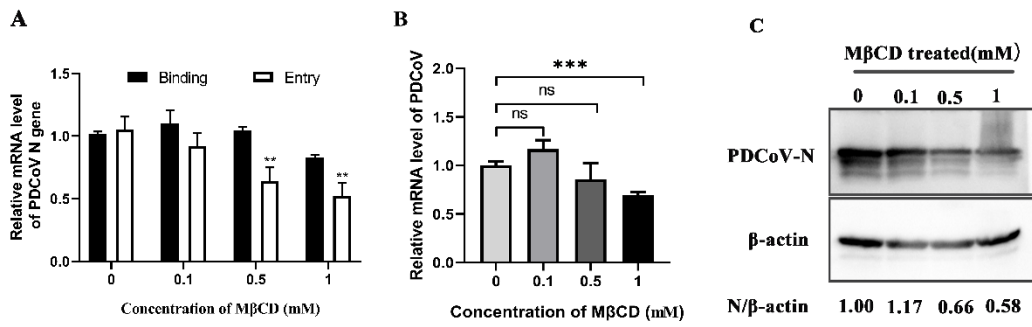 A
Relative mRNA level
of PDCoV N gene
1.5
1.0
0.5
0.0
Binding
Entry
**
**
0
0.1
0.5
1
Concentration of MβCD (mM)
B
Relative mRNA level of PDCoV
2.0
1.5
1.0
0.5
0.0
***
ns
ns
0
0.1
0.5
1
Concentration of MβCD (mM)
C
MβCD treated(mM)
0 0.1 0.5 1
PDCoV-N
β-actin
N/β-actin 1.00 1.17 0.66 0.58